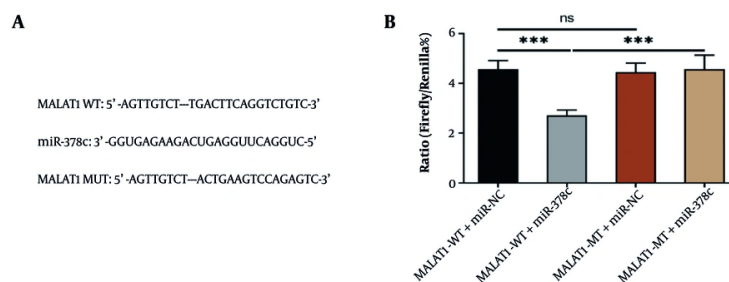 A
MALAT1 WT: 5'-AGTTGTCT---TGACTTCAGGTCTGTC-3'
miR-378c: 3'-GGUGAGAAGACUGAGGUUCAGGUC-5'
MALAT1 MUT: 5'-AGTTGTCT---ACTGAAGTCCAGAGTC-3'
B
ns
*** ***
Ratio (Firefly/Renilla%)
6
4
2
0
MALAT1-WT + miR-NC
MALAT1-WT + miR-378c
MALAT1-MT + miR-NC
MALAT1-MT + miR-378c